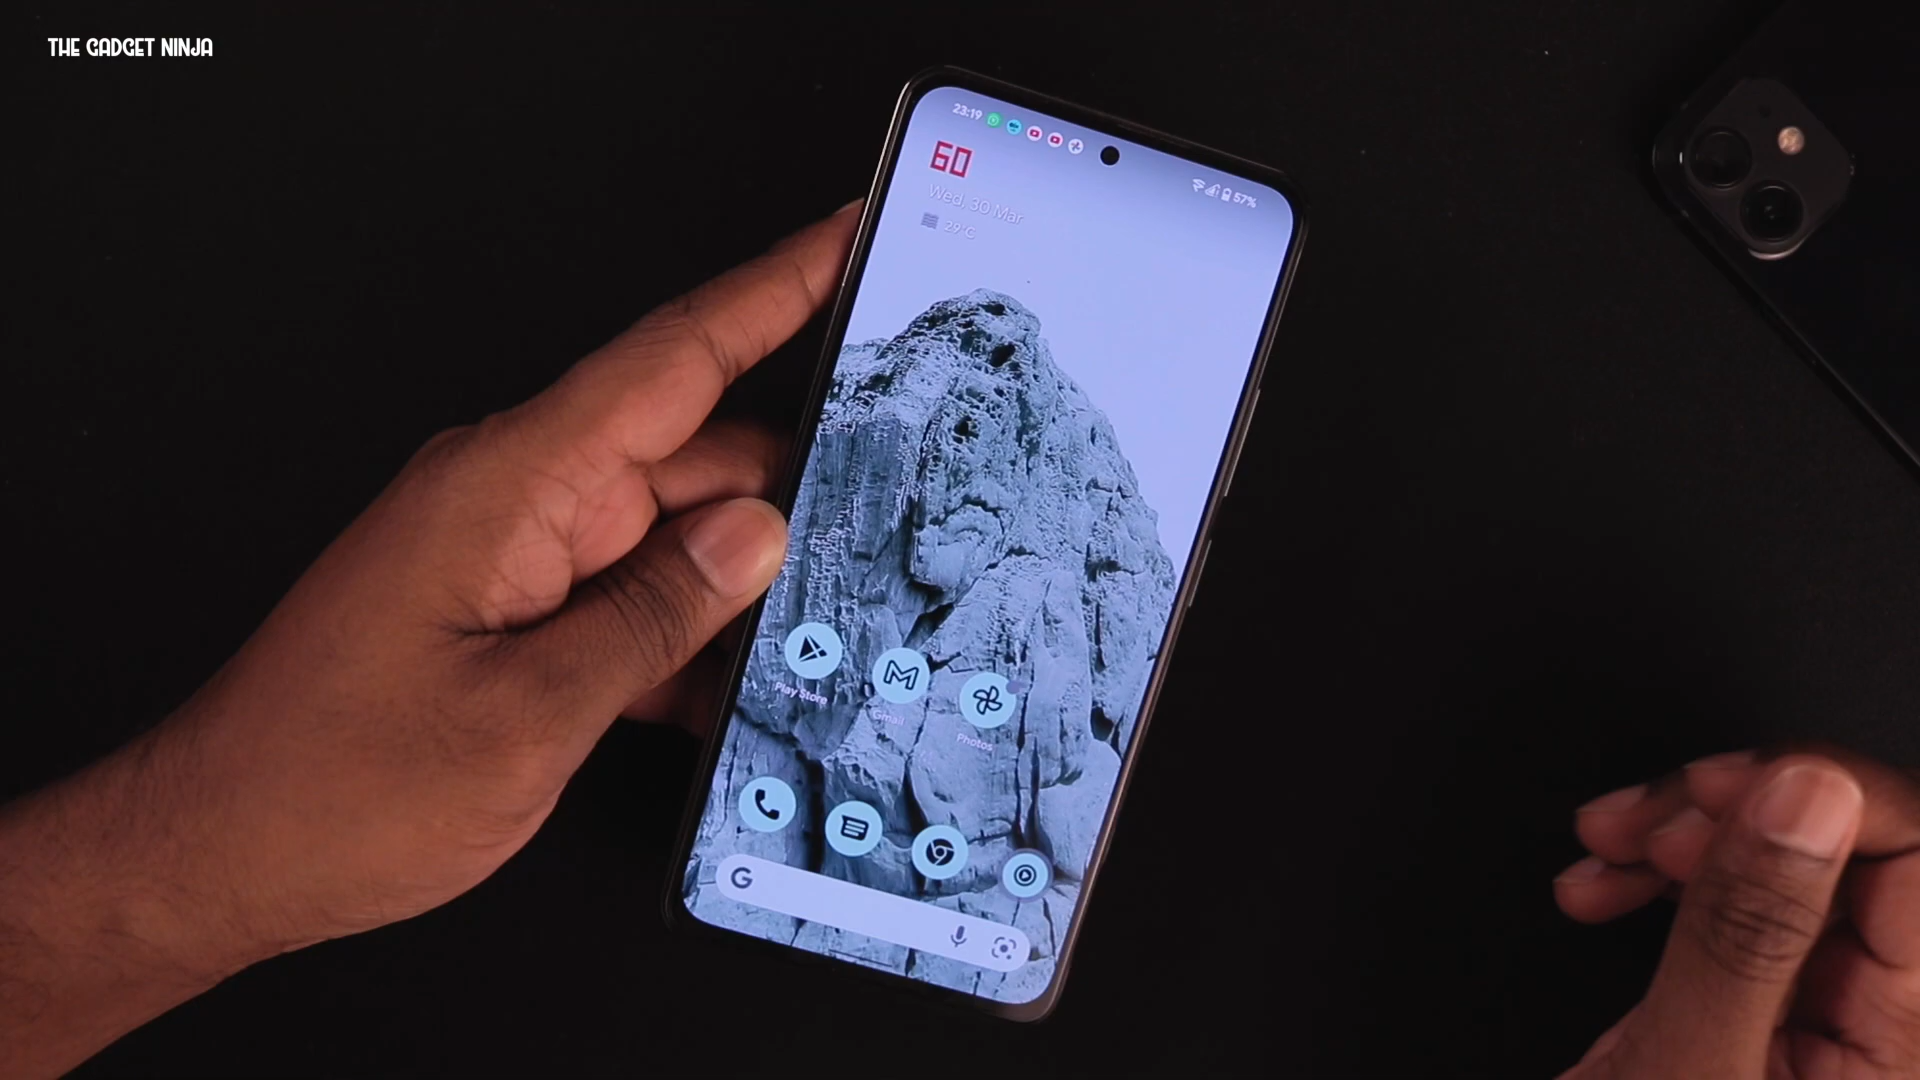 THE GADGET NINJA
23:19
57%
60
Wed, 30 Mar
29°C
Play Store
Gmail
Photos
G